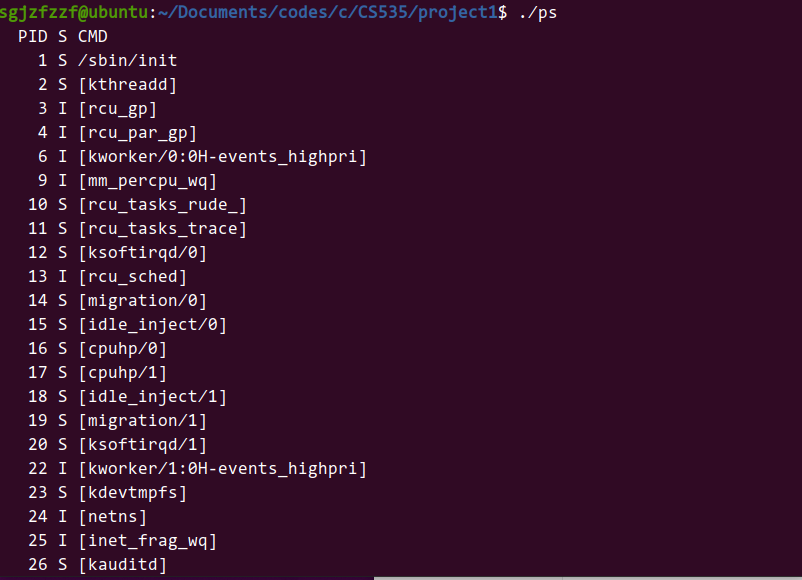 sgjzfzzf@ubuntu:~/Documents/codes/c/CS535/project1$ ./ps
PID S CMD
1 S /sbin/init
2 S [kthreadd]
3 I [rcu_gp]
4 I [rcu_par_gp]
6 I [kworker/0:0H-events_highpri]
9 I [mm_percpu_wq]
10 S [rcu_tasks_rude_]
11 S [rcu_tasks_trace]
12 S [ksoftirqd/0]
13 I [rcu_sched]
14 S [migration/0]
15 S [idle_inject/0]
16 S [cpuhp/0]
17 S [cpuhp/1]
18 S [idle_inject/1]
19 S [migration/1]
20 S [ksoftirqd/1]
22 I [kworker/1:0H-events_highpri]
23 S [kdevtmpfs]
24 I [netns]
25 I [inet_frag_wq]
26 S [kauditd]